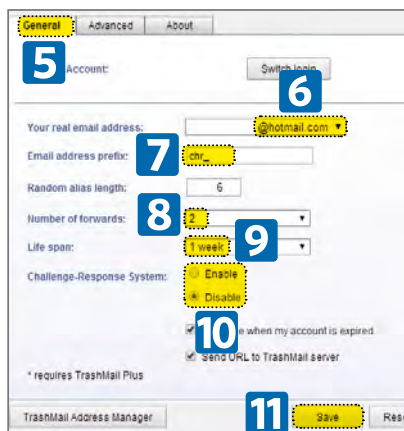 General Advanced About
5 Account: Switch login
6
Your real email address: @hotmail.com
7
Email address prefix: chr_
Random alias length: 6
8
Number of forwards: 2
9
Life span: 1 week
Challenge-Response System: Enable
Disable
10 when my account is expired
Send URL to TrashMail server
* requires TrashMail Plus
11
TrashMail Address Manager Save Rese